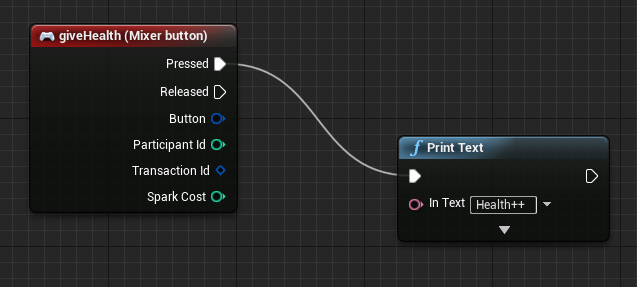 giveHealth (Mixer button)
Pressed
Released
Button
Participant Id
Transaction Id
Spark Cost
f Print Text
In Text Health++